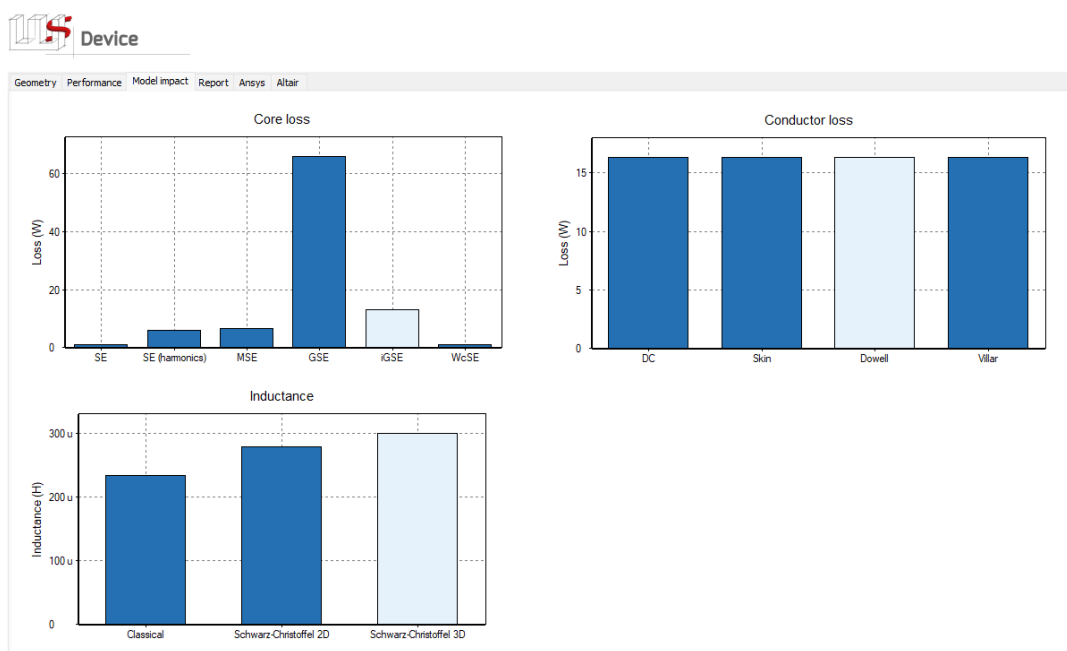 Device
Geometry Performance Model impact Report Ansys Altair
Core loss
Loss (W)
60
40
20
0
SE SE (harmonics) MSE GSE iGSE WcSE
Conductor loss
Loss (W)
15
10
5
0
DC Skin Dowell Villar
Inductance
Inductance (H)
300 u
200 u
100 u
0
Classical Schwarz-Christoffel 2D Schwarz-Christoffel 3D